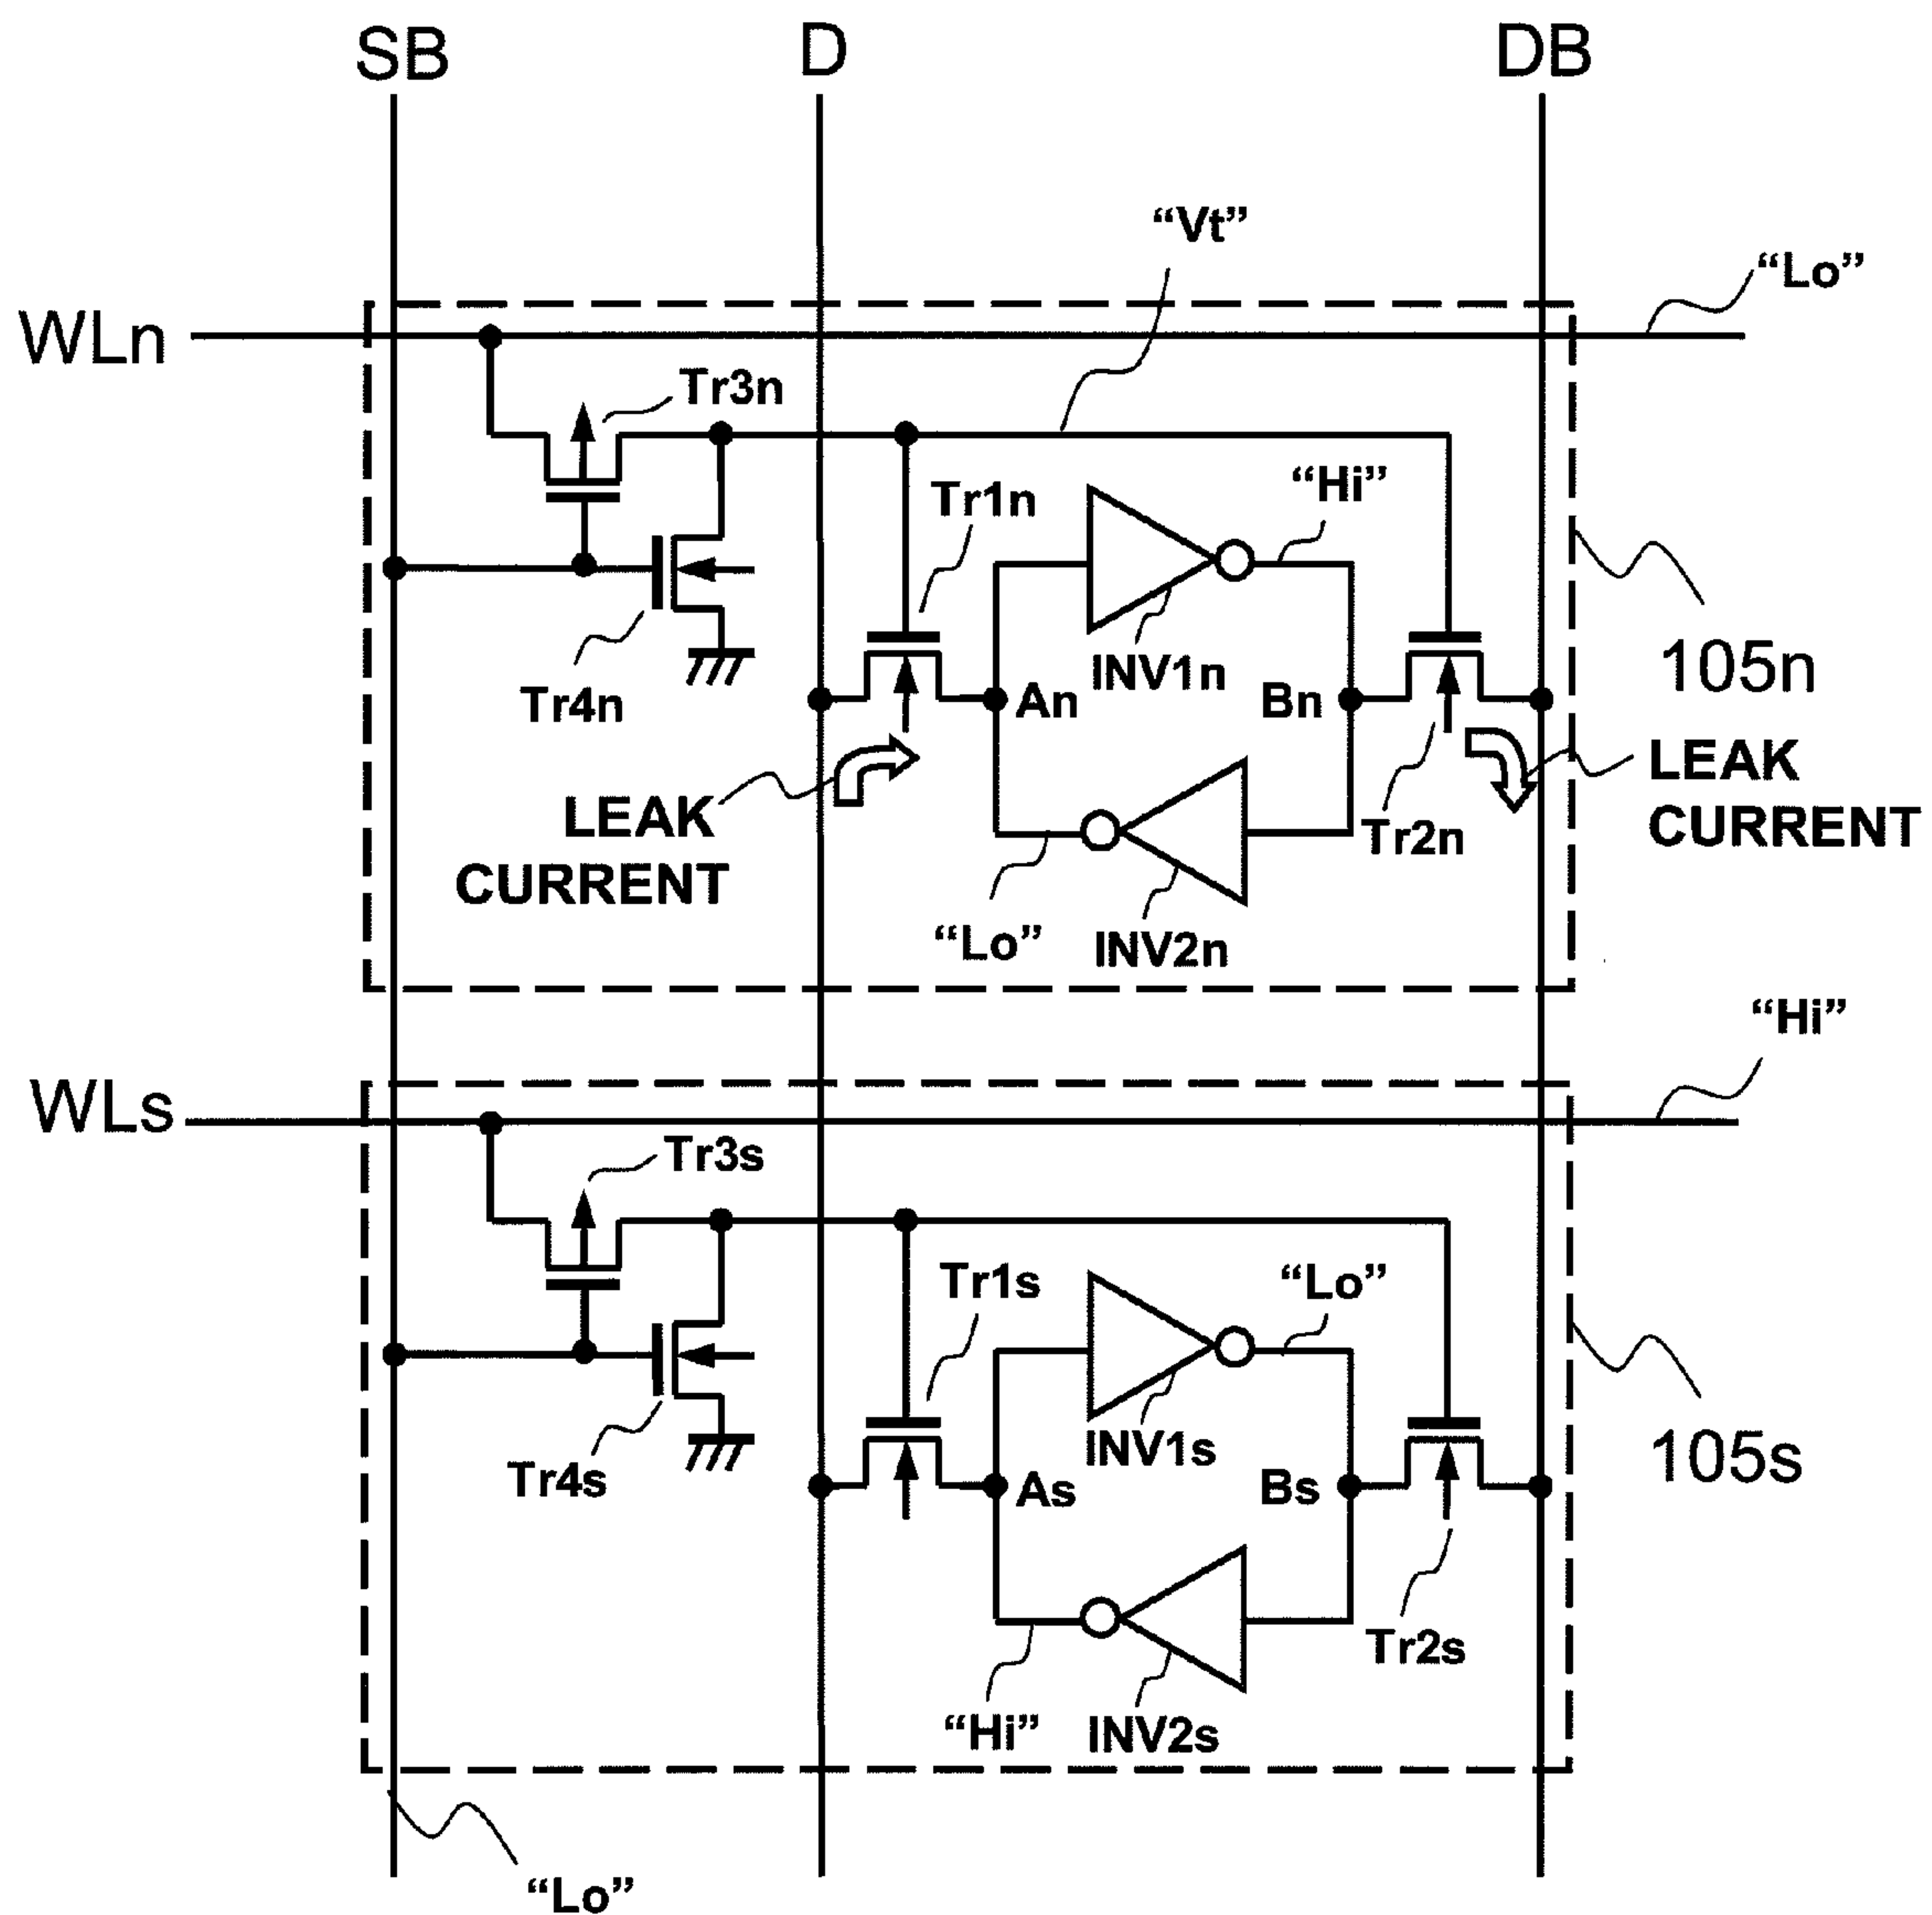 SB D DB
“Vt”
“Lo”
WLn
Tr3n
Tr1n
“Hi”
INV1n
105n
Tr4n
An
Bn
LEAK
CURRENT
LEAK
CURRENT
Tr2n
“Lo”
INV2n
“Hi”
WLs
Tr3s
Tr1s
“Lo”
INV1s
105s
Tr4s
As
Bs
Tr2s
“Hi”
INV2s
“Lo”